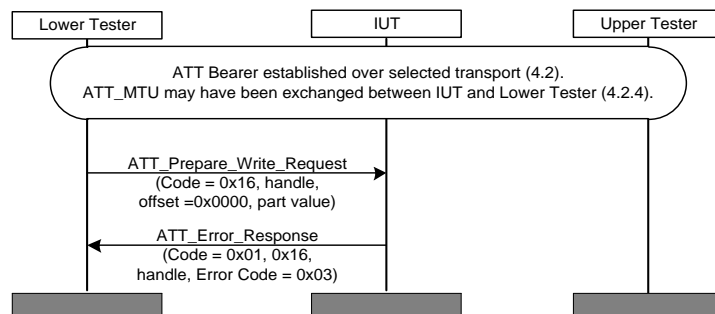 Lower Tester
IUT
Upper Tester
ATT Bearer established over selected transport (4.2).
ATT_MTU may have been exchanged between IUT and Lower Tester (4.2.4).
ATT_Prepare_Write_Request
(Code = 0x16, handle,
offset =0x0000, part value)
ATT_Error_Response
(Code = 0x01, 0x16,
handle, Error Code = 0x03)